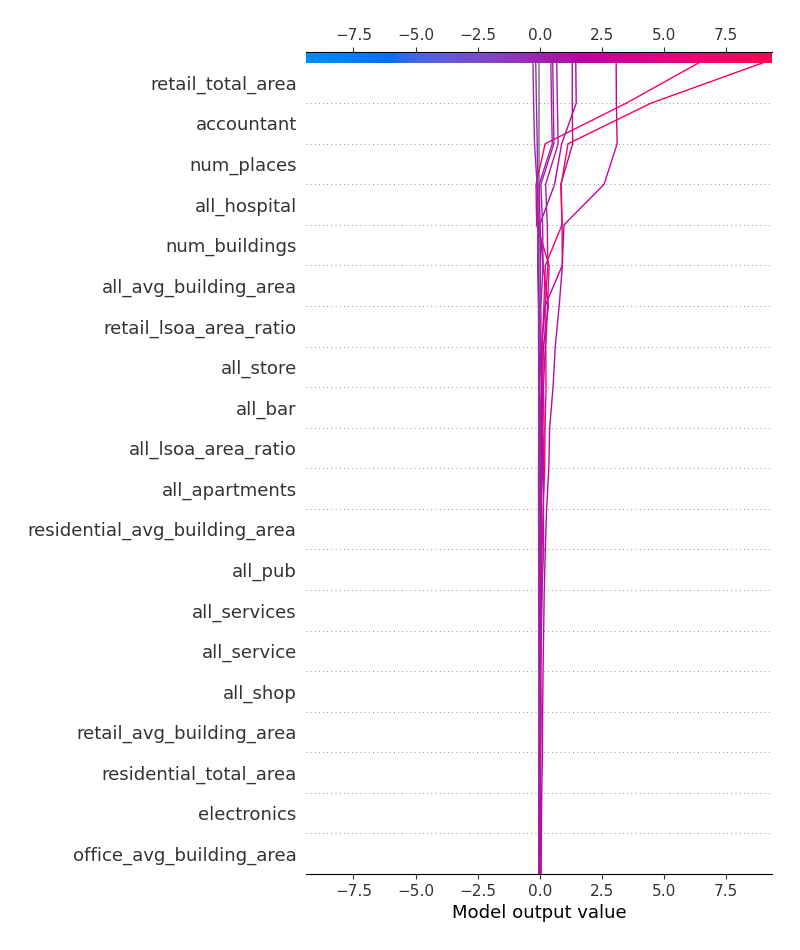 −7.5 −5.0 −2.5 0.0 2.5 5.0 7.5
retail_total_area
accountant
num_places
all_hospital
num_buildings
all_avg_building_area
retail_lsoa_area_ratio
all_store
all_bar
all_lsoa_area_ratio
all_apartments
residential_avg_building_area
all_pub
all_services
all_service
all_shop
retail_avg_building_area
residential_total_area
electronics
office_avg_building_area
−7.5 −5.0 −2.5 0.0 2.5 5.0 7.5
Model output value